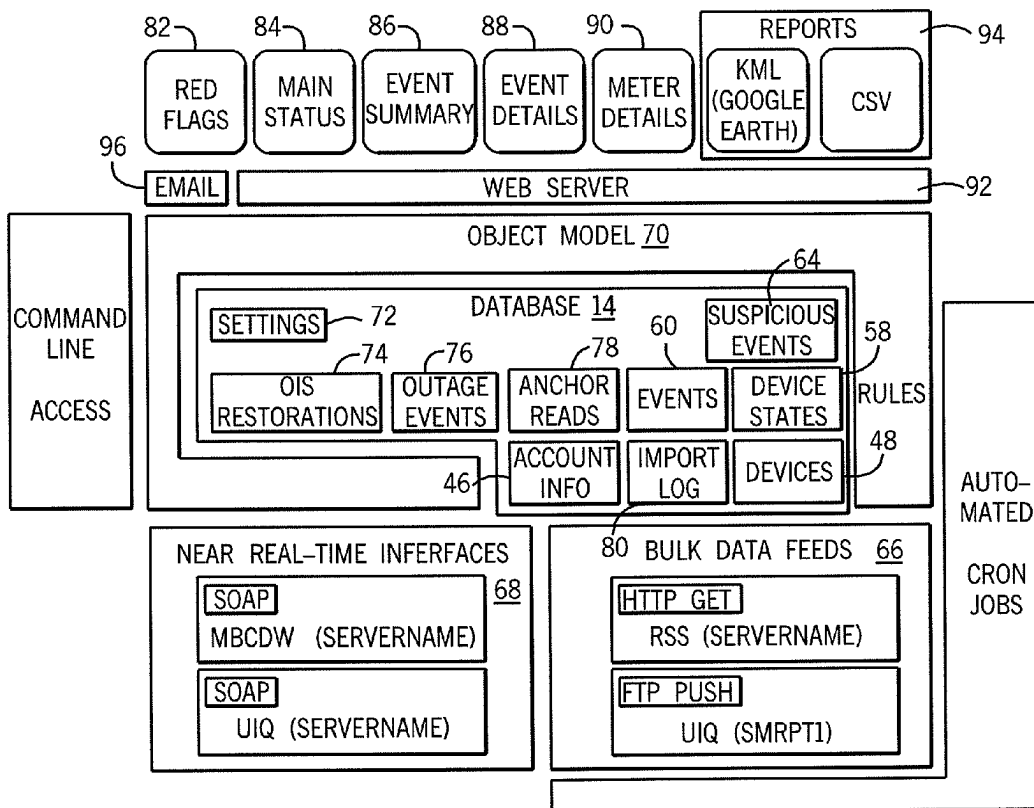 82
84
86
88
90
REPORTS
94
RED
FLAGS
MAIN
STATUS
EVENT
SUMMARY
EVENT
DETAILS
METER
DETAILS
KML
(GOOGLE
EARTH)
CSV
96
EMAIL
WEB SERVER
92
COMMAND
LINE
ACCESS
OBJECT MODEL 70
64
DATABASE 14
SETTINGS
72
SUSPICIOUS
EVENTS
74
76
78
60
58
OIS
RESTORATIONS
OUTAGE
EVENTS
ANCHOR
READS
EVENTS
DEVICE
STATES
RULES
46
ACCOUNT
INFO
IMPORT
LOG
DEVICES
48
80
AUTO-
MATED
CRON
JOBS
NEAR REAL-TIME INFERFACES
68
SOAP
MBCDW (SERVERNAME)
SOAP
UIQ (SERVERNAME)
BULK DATA FEEDS 66
HTTP GET
RSS (SERVERNAME)
FTP PUSH
UIQ (SMRPT1)